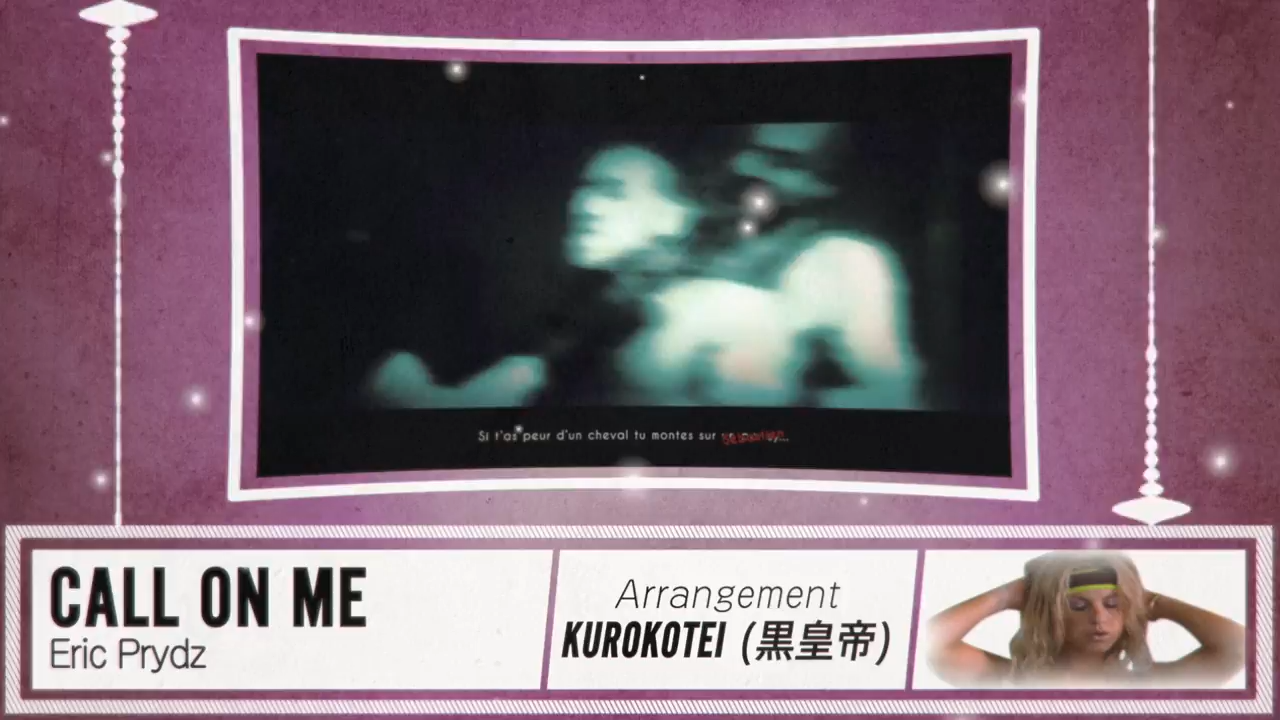 Si t'as peur d'un cheval tu montes sur
CALL ON ME
Eric Prydz
Arrangement
KUROKOTEI (黒皇帝)